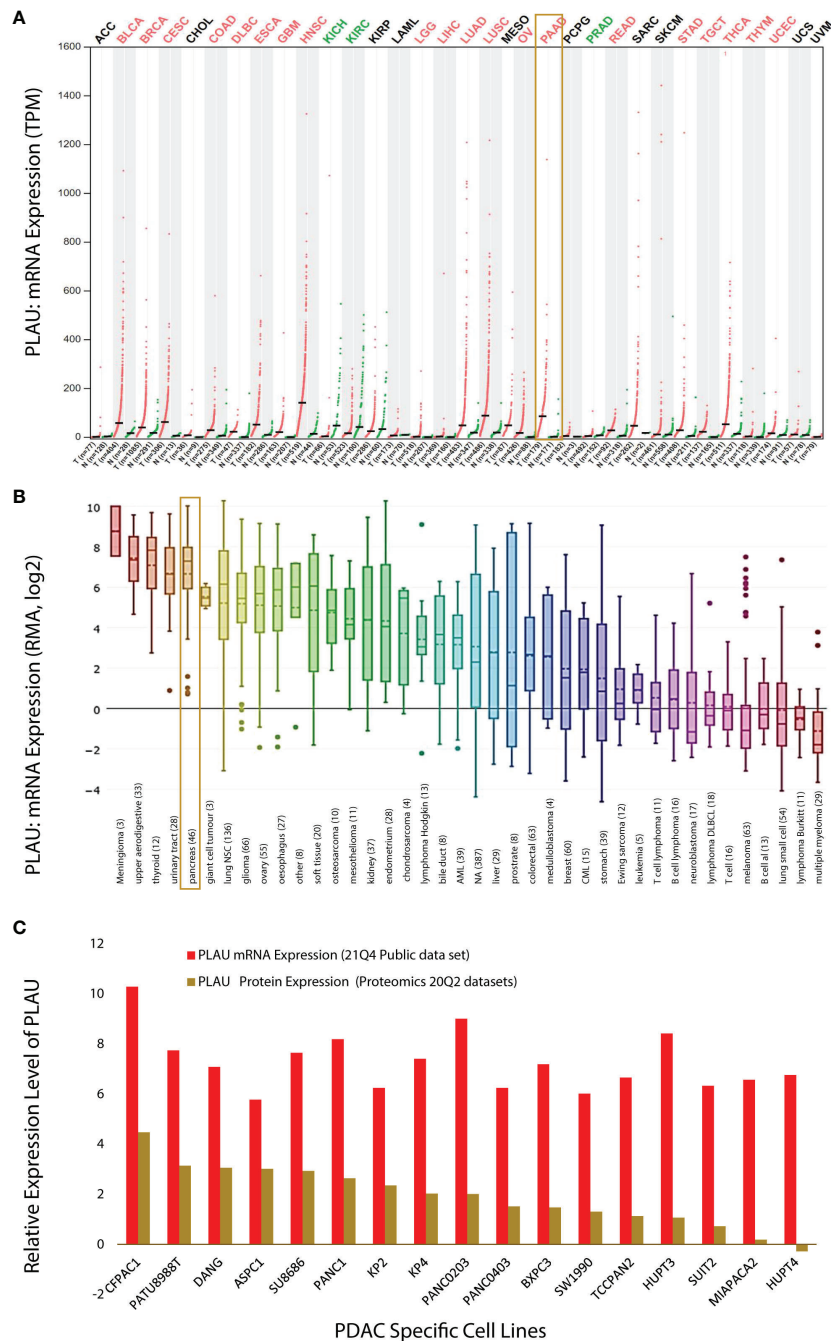 A
ACC BLCA BRCA CESC CHOL COAD DLBC ESCA GBM HNSC KICH KIRC KIRP LAML LGG LIHC LUAD LUSC MESO OV PAAD PCPG PRAD READ SARC SKCM STAD TGCT THCA THYM UCEC UCS UVM
PLAU: mRNA Expression (TPM)
1600
1400
1200
1000
800
600
400
200
0
B
PLAU: mRNA Expression (RMA, log2)
10
8
6
4
2
0
−2
−4
Meningioma (3)
upper aerodigestive (33)
thyroid (12)
urinary tract (28)
pancreas (46)
giant cell tumour (3)
lung NSC (136)
glioma (66)
ovary (55)
oesophagus (27)
other (8)
soft tissue (20)
osteosarcoma (10)
mesothelioma (11)
kidney (37)
endometrium (28)
chondrosarcoma (4)
lymphoma Hodgkin (13)
bile duct (8)
AML (39)
NA (387)
liver (29)
prostrate (8)
colorectal (63)
medulloblastoma (4)
breast (60)
CML (15)
stomach (39)
Ewing sarcoma (12)
leukemia (5)
T cell lymphoma (11)
B cell lymphoma (16)
neuroblastoma (17)
lymphoma DLBCL (18)
T cell (16)
melanoma (63)
B cell al (13)
lung small cell (54)
lymphoma Burkitt (11)
multiple myeloma (29)
C
PLAU mRNA Expression (21Q4 Public data set)
PLAU Protein Expression (Proteomics 20Q2 datasets)
Relative Expression Level of PLAU
12
10
8
6
4
2
0
-2
CFPAC1
PATU8988T
DANG
ASPC1
SU8686
PANC1
KP2
KP4
PANC0203
PANC0403
BXPC3
SW1990
TCCPAN2
HUPT3
SUIT2
MIAPACA2
HUPT4
PDAC Specific Cell Lines